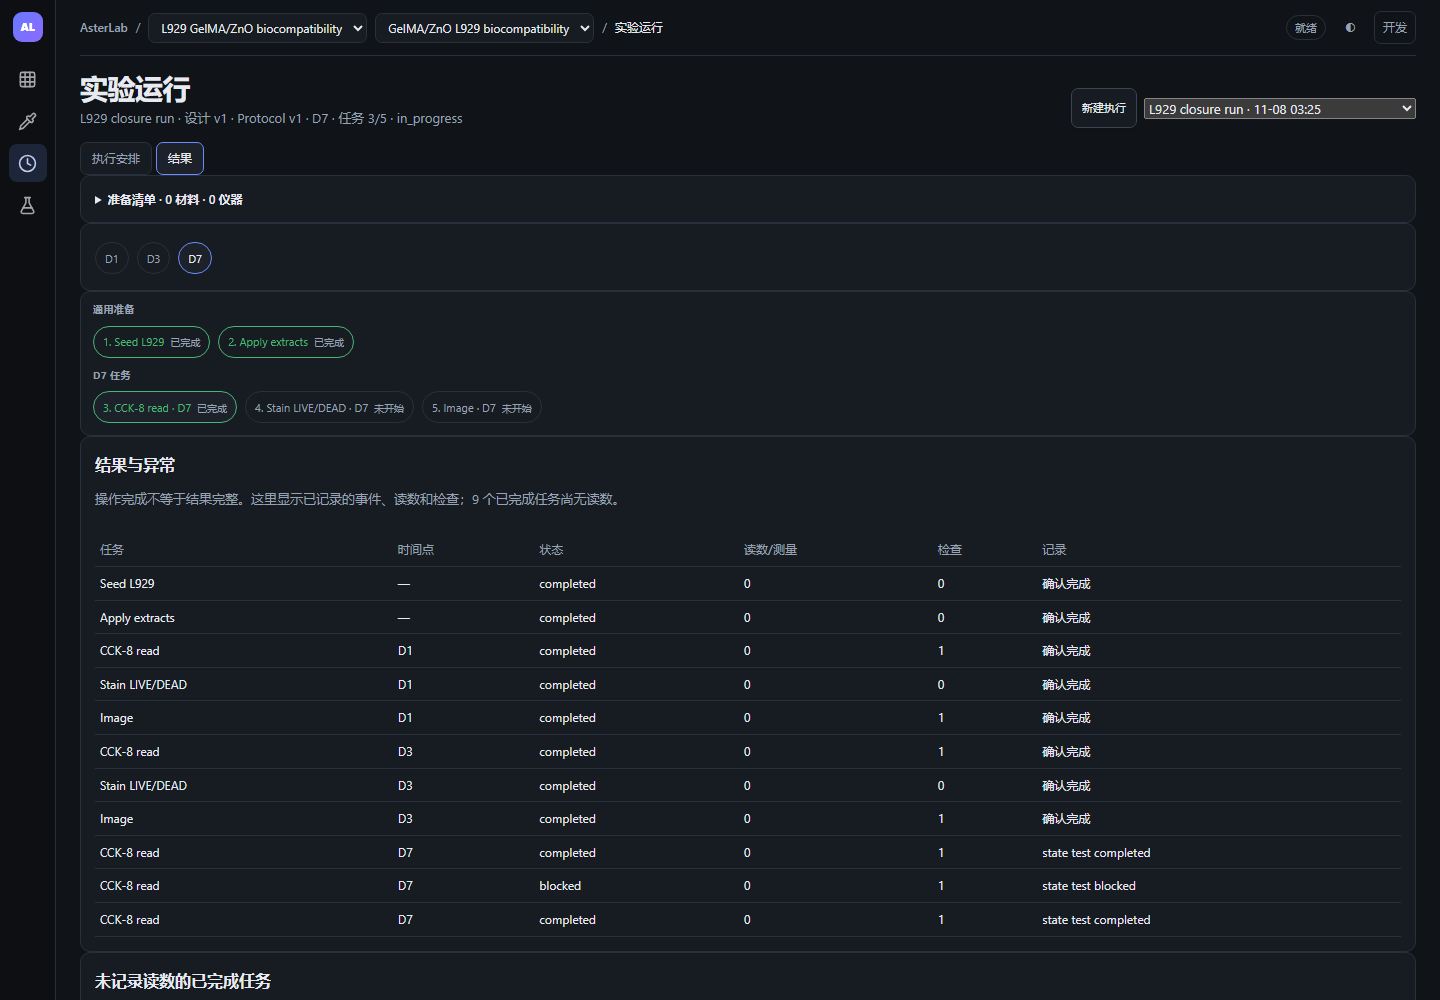 AL
AsterLab / L929 GelMA/ZnO biocompatibility GelMA/ZnO L929 biocompatibility / 实验运行
就绪 开发
实验运行
L929 closure run · 设计 v1 · Protocol v1 · D7 · 任务 3/5 · in_progress
新建执行 L929 closure run · 11-08 03:25
执行安排 结果
准备清单 · 0 材料 · 0 仪器
D1 D3 D7
通用准备
1. Seed L929 已完成 2. Apply extracts 已完成
D7 任务
3. CCK-8 read · D7 已完成 4. Stain LIVE/DEAD · D7 未开始 5. Image · D7 未开始
结果与异常
操作完成不等于结果完整。这里显示已记录的事件、读数和检查；9 个已完成任务尚无读数。
任务 时间点 状态 读数/测量 检查 记录
Seed L929 — completed 0 0 确认完成
Apply extracts — completed 0 0 确认完成
CCK-8 read D1 completed 0 1 确认完成
Stain LIVE/DEAD D1 completed 0 0 确认完成
Image D1 completed 0 1 确认完成
CCK-8 read D3 completed 0 1 确认完成
Stain LIVE/DEAD D3 completed 0 0 确认完成
Image D3 completed 0 1 确认完成
CCK-8 read D7 completed 0 1 state test completed
CCK-8 read D7 blocked 0 1 state test blocked
CCK-8 read D7 completed 0 1 state test completed
未记录读数的已完成任务